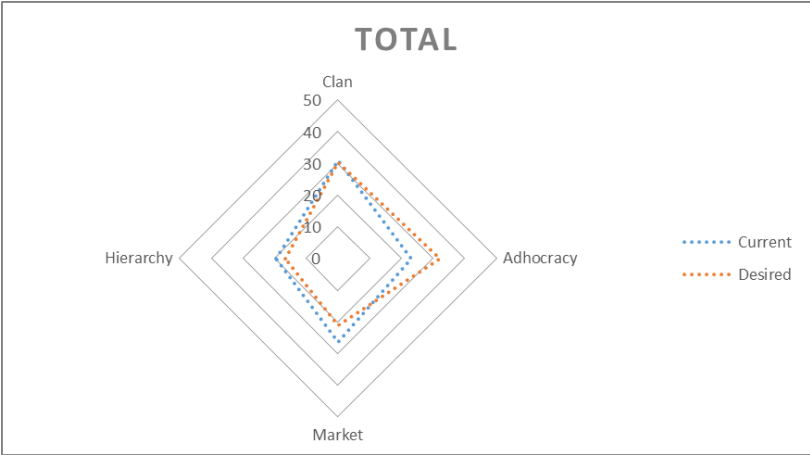 TOTAL
Clan
50
40
30
20
10
0
Hierarchy
Adhocracy
Current
Desired
Market